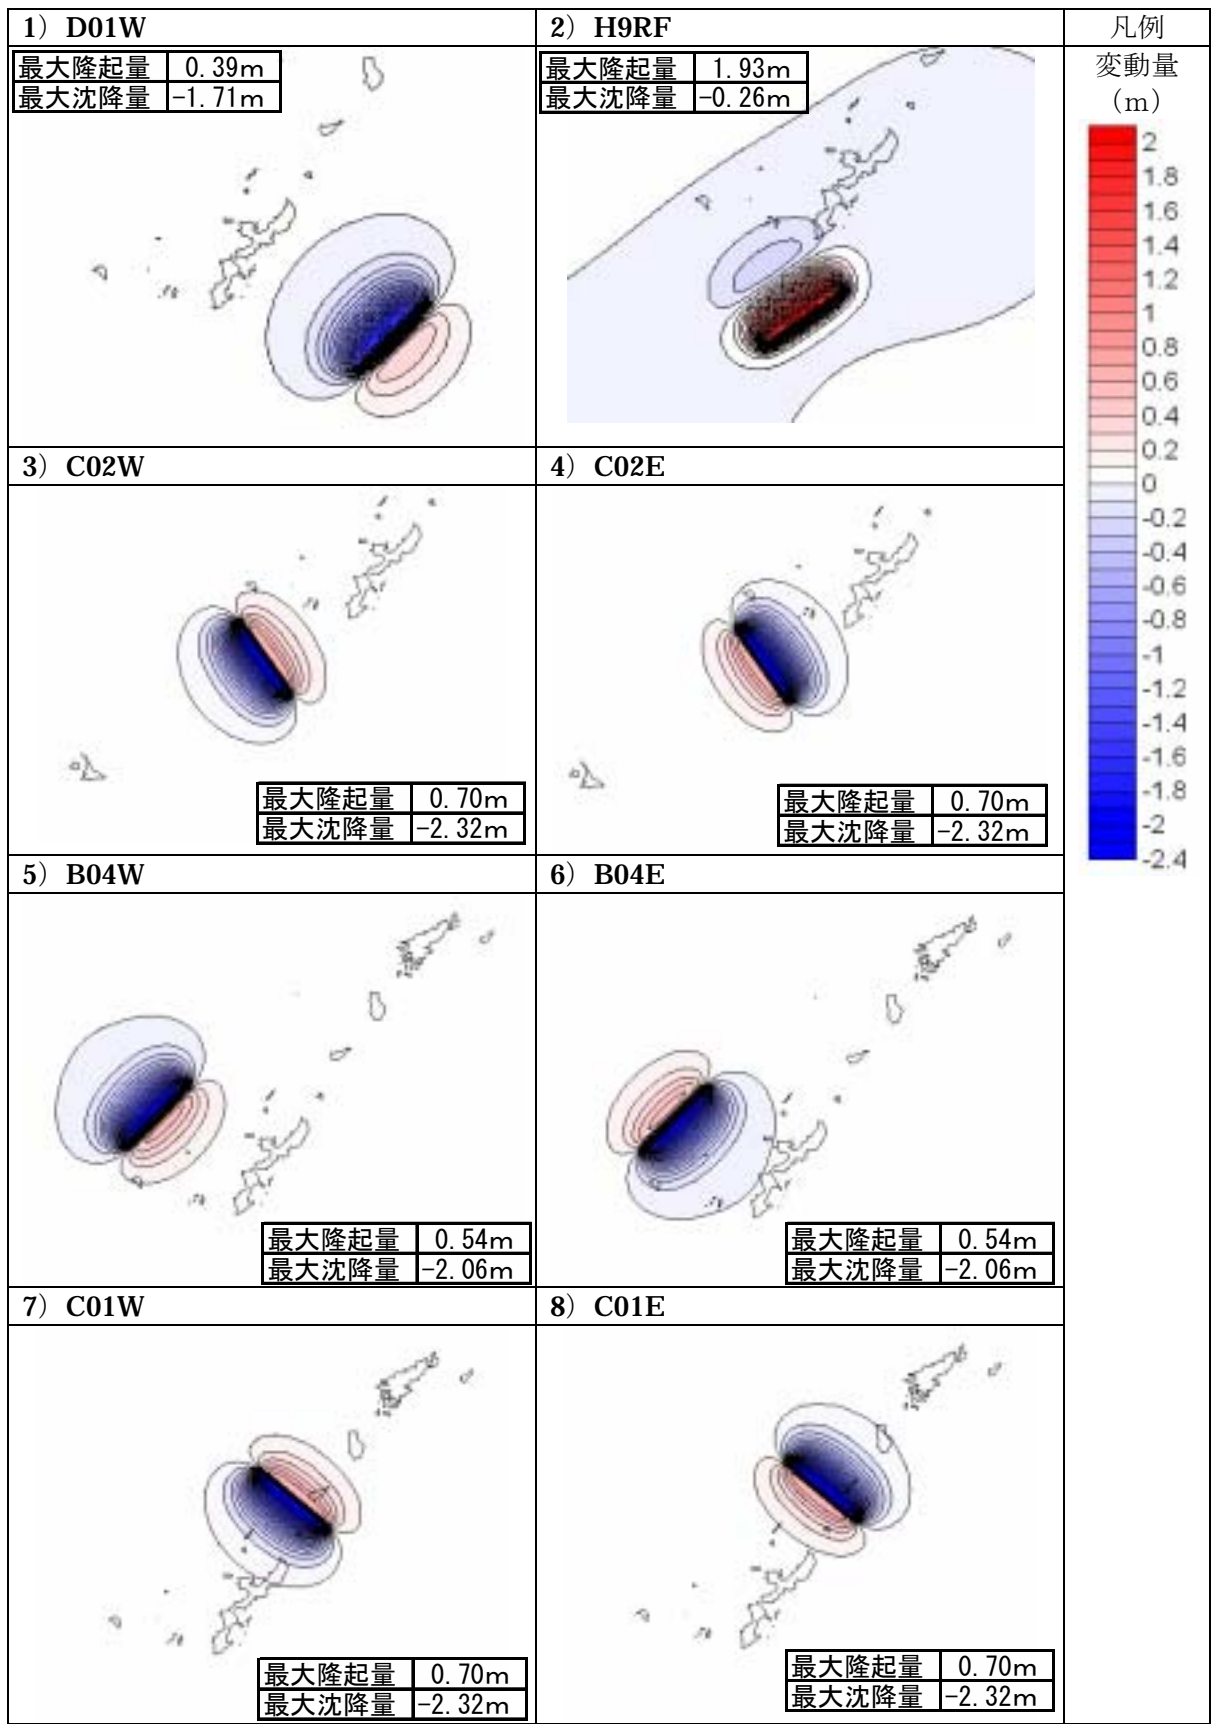 1) D01W
最大隆起量 0.39m
最大沈降量 -1.71m
2) H9RF
最大隆起量 1.93m
最大沈降量 -0.26m
凡例
変動量
(m)
2
1.8
1.6
1.4
1.2
1
0.8
0.6
0.4
0.2
0
-0.2
-0.4
-0.6
-0.8
-1
-1.2
-1.4
-1.6
-1.8
-2
-2.4
3) C02W
最大隆起量 0.70m
最大沈降量 -2.32m
4) C02E
最大隆起量 0.70m
最大沈降量 -2.32m
5) B04W
最大隆起量 0.54m
最大沈降量 -2.06m
6) B04E
最大隆起量 0.54m
最大沈降量 -2.06m
7) C01W
最大隆起量 0.70m
最大沈降量 -2.32m
8) C01E
最大隆起量 0.70m
最大沈降量 -2.32m